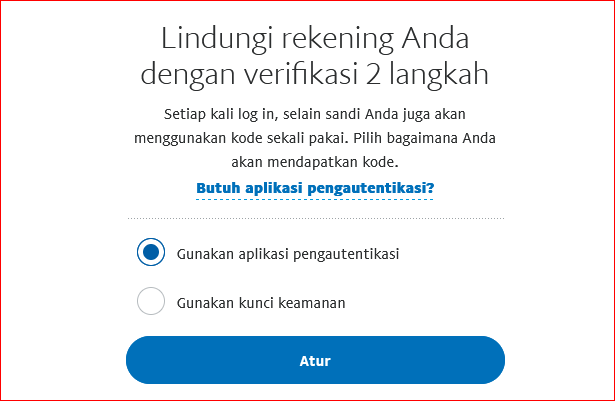 Lindungi rekening Anda
dengan verifikasi 2 langkah
Setiap kali log in, selain sandi Anda juga akan
menggunakan kode sekali pakai. Pilih bagaimana Anda
akan mendapatkan kode.
Butuh aplikasi pengautentikasi?
Gunakan aplikasi pengautentikasi
Gunakan kunci keamanan
Atur